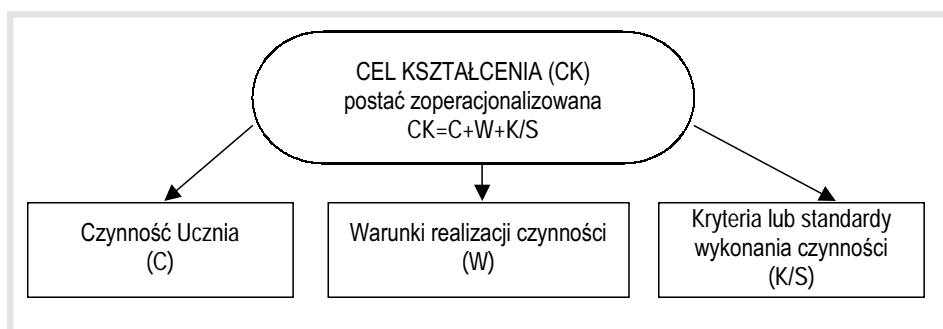 CEL KSZTAŁCENIA (CK)
postać zoperacjonalizowana
CK=C+W+K/S
Czynność Ucznia
(C)
Warunki realizacji czynności
(W)
Kryteria lub standardy
wykonania czynności
(K/S)